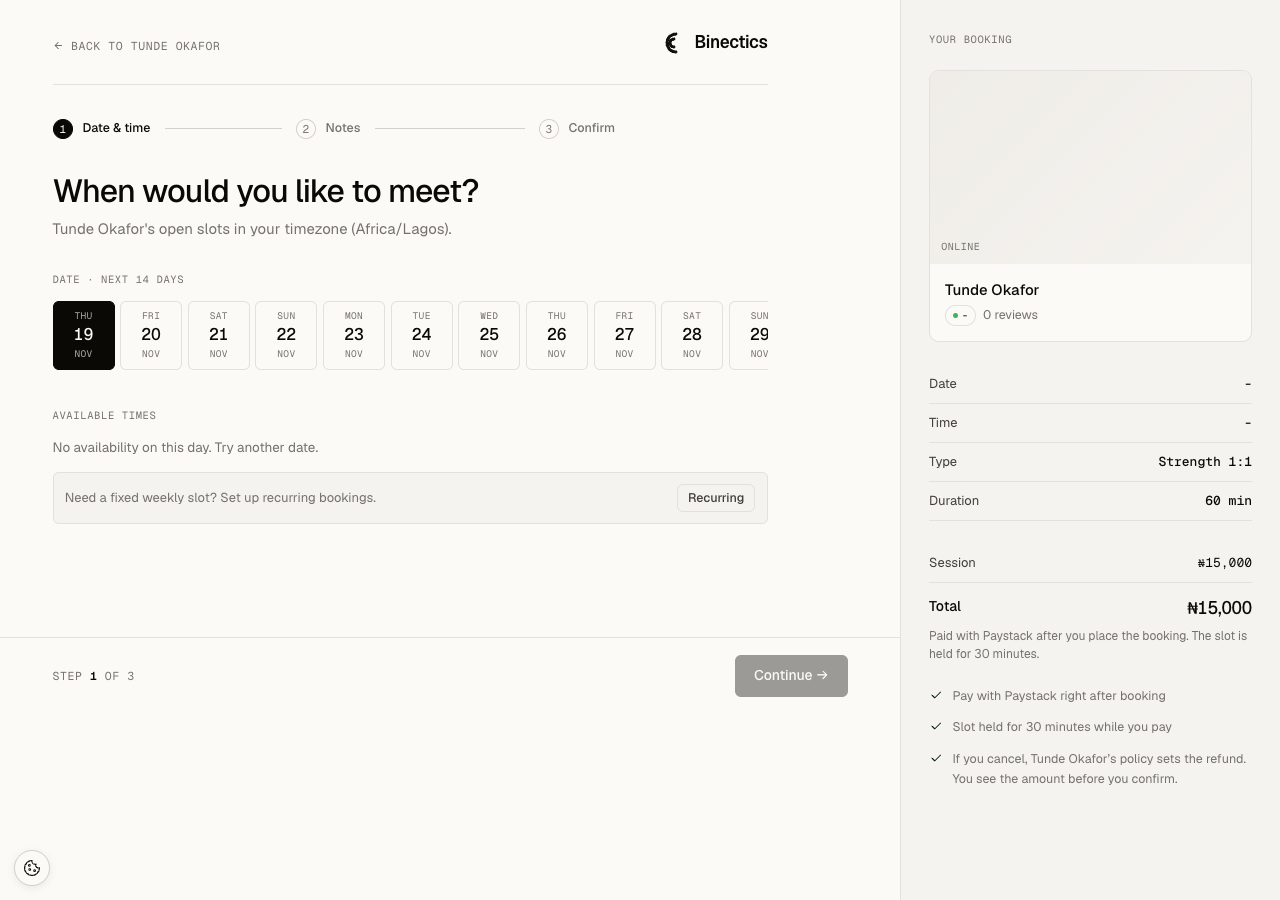 ← BACK TO TUNDE OKAFOR
Binectics
1 Date & time
2 Notes
3 Confirm
When would you like to meet?
Tunde Okafor's open slots in your timezone (Africa/Lagos).
DATE · NEXT 14 DAYS
THU 19 NOV
FRI 20 NOV
SAT 21 NOV
SUN 22 NOV
MON 23 NOV
TUE 24 NOV
WED 25 NOV
THU 26 NOV
FRI 27 NOV
SAT 28 NOV
SUN 29 NOV
AVAILABLE TIMES
No availability on this day. Try another date.
Need a fixed weekly slot? Set up recurring bookings.
Recurring
STEP 1 OF 3
Continue →
YOUR BOOKING
ONLINE
Tunde Okafor
- 0 reviews
Date -
Time -
Type Strength 1:1
Duration 60 min
Session ₦15,000
Total ₦15,000
Paid with Paystack after you place the booking. The slot is
held for 30 minutes.
Pay with Paystack right after booking
Slot held for 30 minutes while you pay
If you cancel, Tunde Okafor's policy sets the refund.
You see the amount before you confirm.